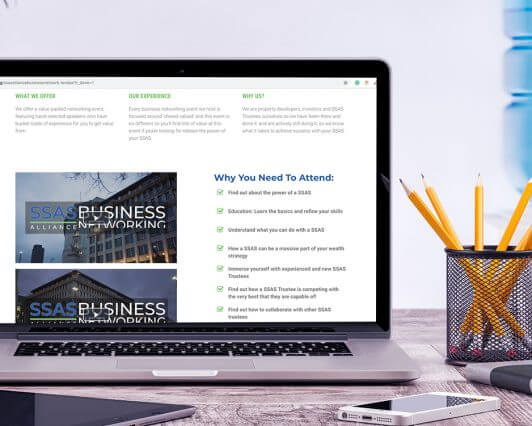 WHAT WE OFFER
We offer a value packed networking event,
featuring hand-selected speakers who have
bucket loads of experience for you to get value
from.
OUR EXPERIENCE
Every business networking event we host is
focused around 'shared valued' and this event is
no different so you'll find lots of value at this
event if you're looking for release the power of
your SSAS
WHY US?
We are property developers, investors and SSAS
Trustees ourselves so we have been there and
done it and are actively still doing it, so we know
what it takes to achieve success with your SSAS
SSAS BUSINESS
ALLIANCE NETWORKING
SSAS BUSINESS
ALLIANCE NETWORKING
Why You Need To Attend:
Find out about the power of a SSAS
Education: Learn the basics and refine your skills
Understand what you can do with a SSAS
How a SSAS can be a massive part of your wealth
strategy
Immerse yourself with experienced and new SSAS
Trustees
Find out how a SSAS Trustee is competing with
the very best that they are capable of!
Find out how to collaborate with other SSAS
trustees